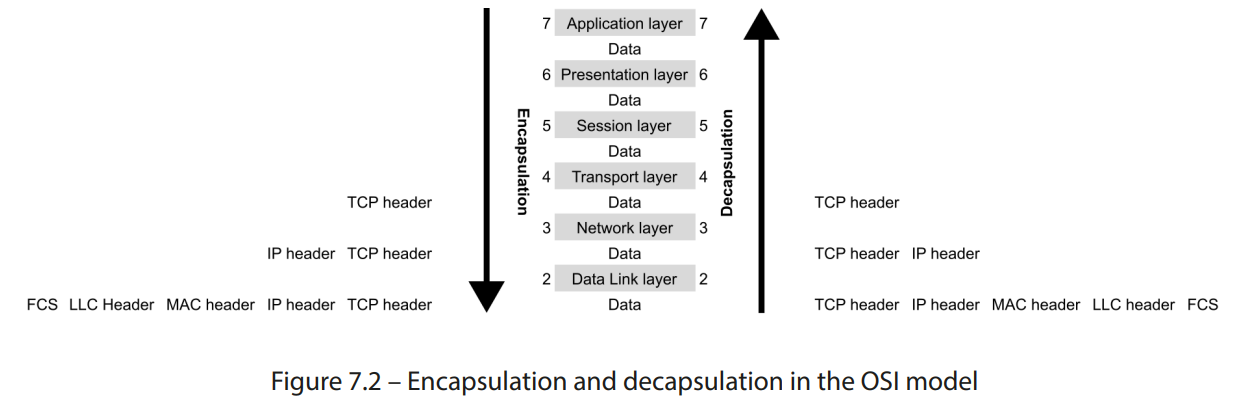 7 Application layer 7
Data
6 Presentation layer 6
Data
Encapsulation
Decapsulation
5 Session layer 5
Data
4 Transport layer 4
TCP header Data TCP header
3 Network layer 3
IP header TCP header Data TCP header IP header
2 Data Link layer 2
FCS LLC Header MAC header IP header TCP header Data TCP header IP header MAC header LLC header FCS
Figure 7.2 – Encapsulation and decapsulation in the OSI model